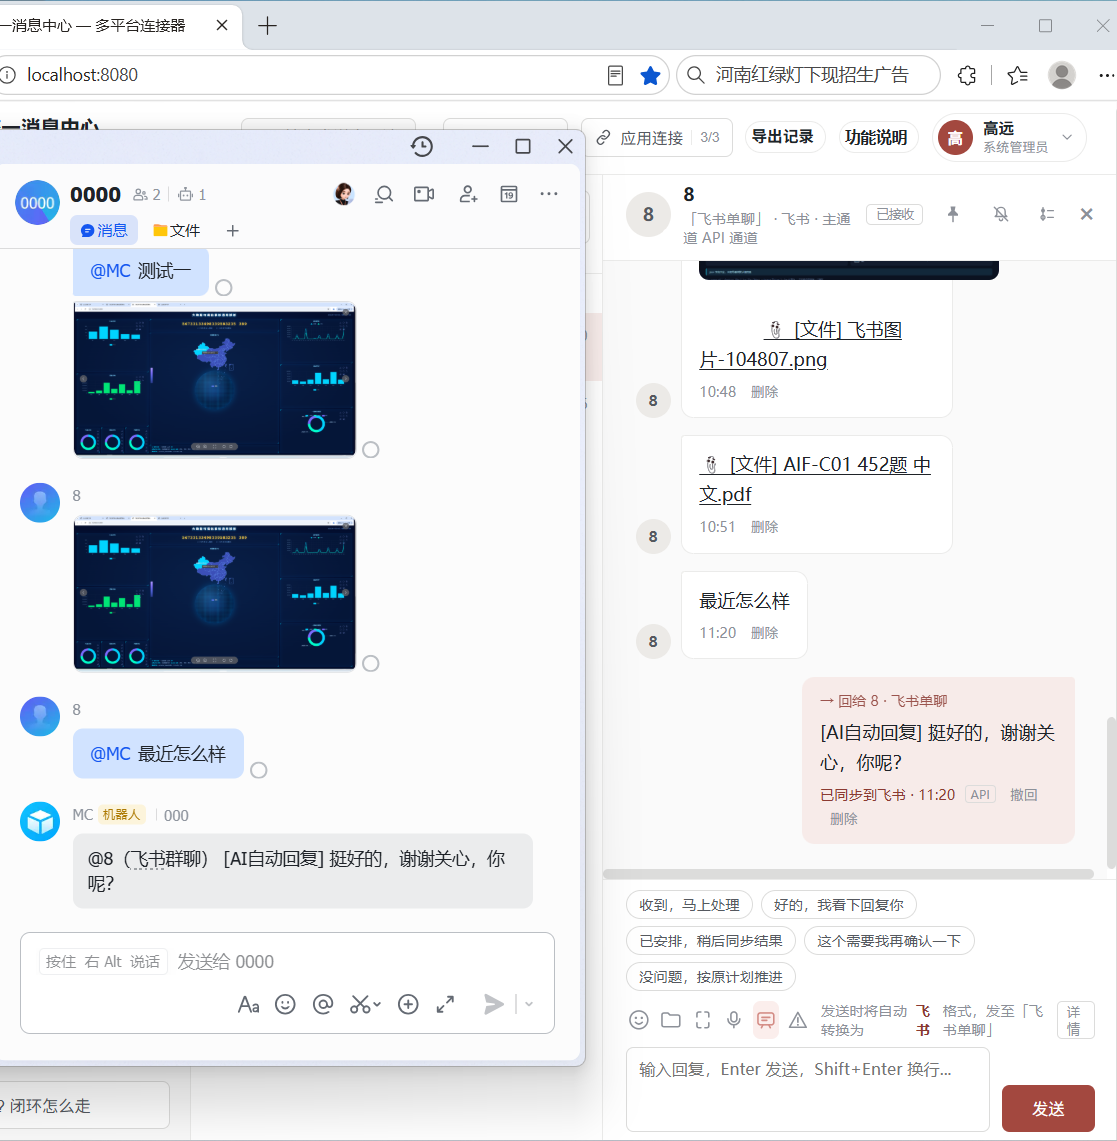 一消息中心 — 多平台连接器
localhost:8080
河南红绿灯下现招生广告
一消息中心
应用连接 3/3
导出记录
功能说明
高
高远
系统管理员
0000
0000
2
1
19
消息
文件
@MC 测试一
8
8
@MC 最近怎么样
MC 机器人 000
@8（飞书群聊） [AI自动回复] 挺好的，谢谢关心，你
呢？
按住 右 Alt 说话 发送给 0000
Aa
? 闭环怎么走
8
8
「飞书单聊」 · 飞书 · 主通
道 API 通道
已接收
[文件] 飞书图
片-104807.png
10:48 删除
8
[文件] AIF-C01 452题 中
文.pdf
10:51 删除
8
最近怎么样
11:20 删除
8
→ 回给 8 · 飞书单聊
[AI自动回复] 挺好的，谢谢关
心，你呢？
已同步到飞书 · 11:20 API 撤回
删除
收到，马上处理
好的，我看下回复你
已安排，稍后同步结果
这个需要我再确认一下
没问题，按原计划推进
发送时将自动
转换为
飞
书
格式，发至「飞
书单聊」
详
情
输入回复，Enter 发送，Shift+Enter 换行...
发送